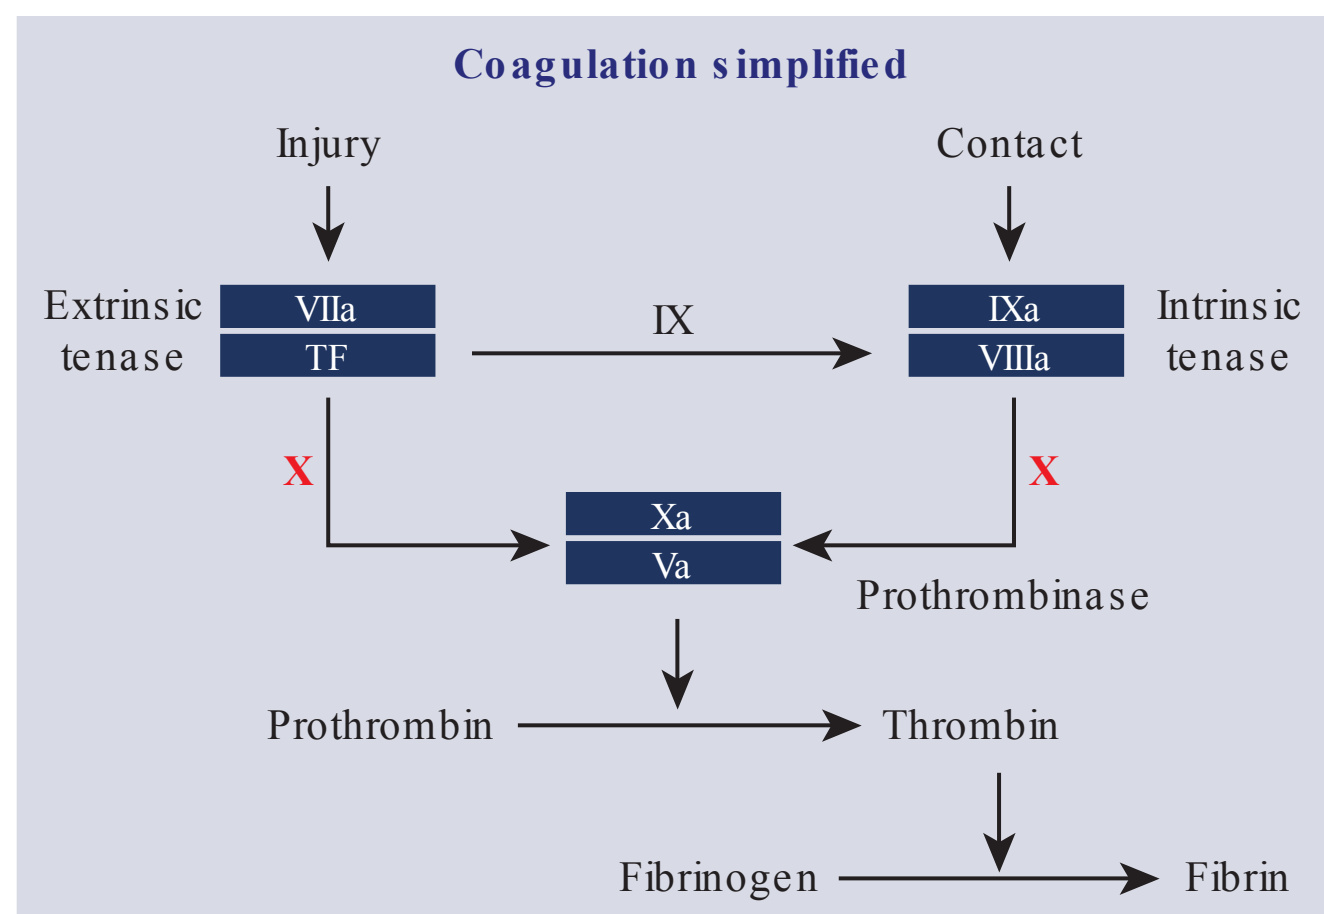 Coagulation simplified
Injury
Contact
Extrinsic
tenase
VIIa
TF
IX
IXa
VIIIa
Intrinsic
tenase
X
X
Xa
Va
Prothrombinase
Prothrombin
Thrombin
Fibrinogen
Fibrin